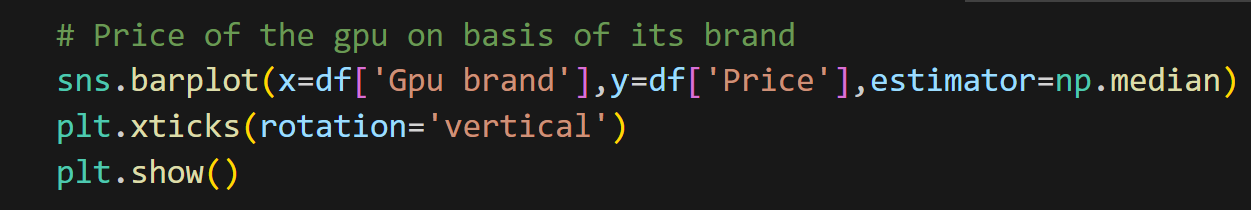 # Price of the gpu on basis of its brand
sns.barplot(x=df['Gpu brand'],y=df['Price'],estimator=np.median)
plt.xticks(rotation='vertical')
plt.show()